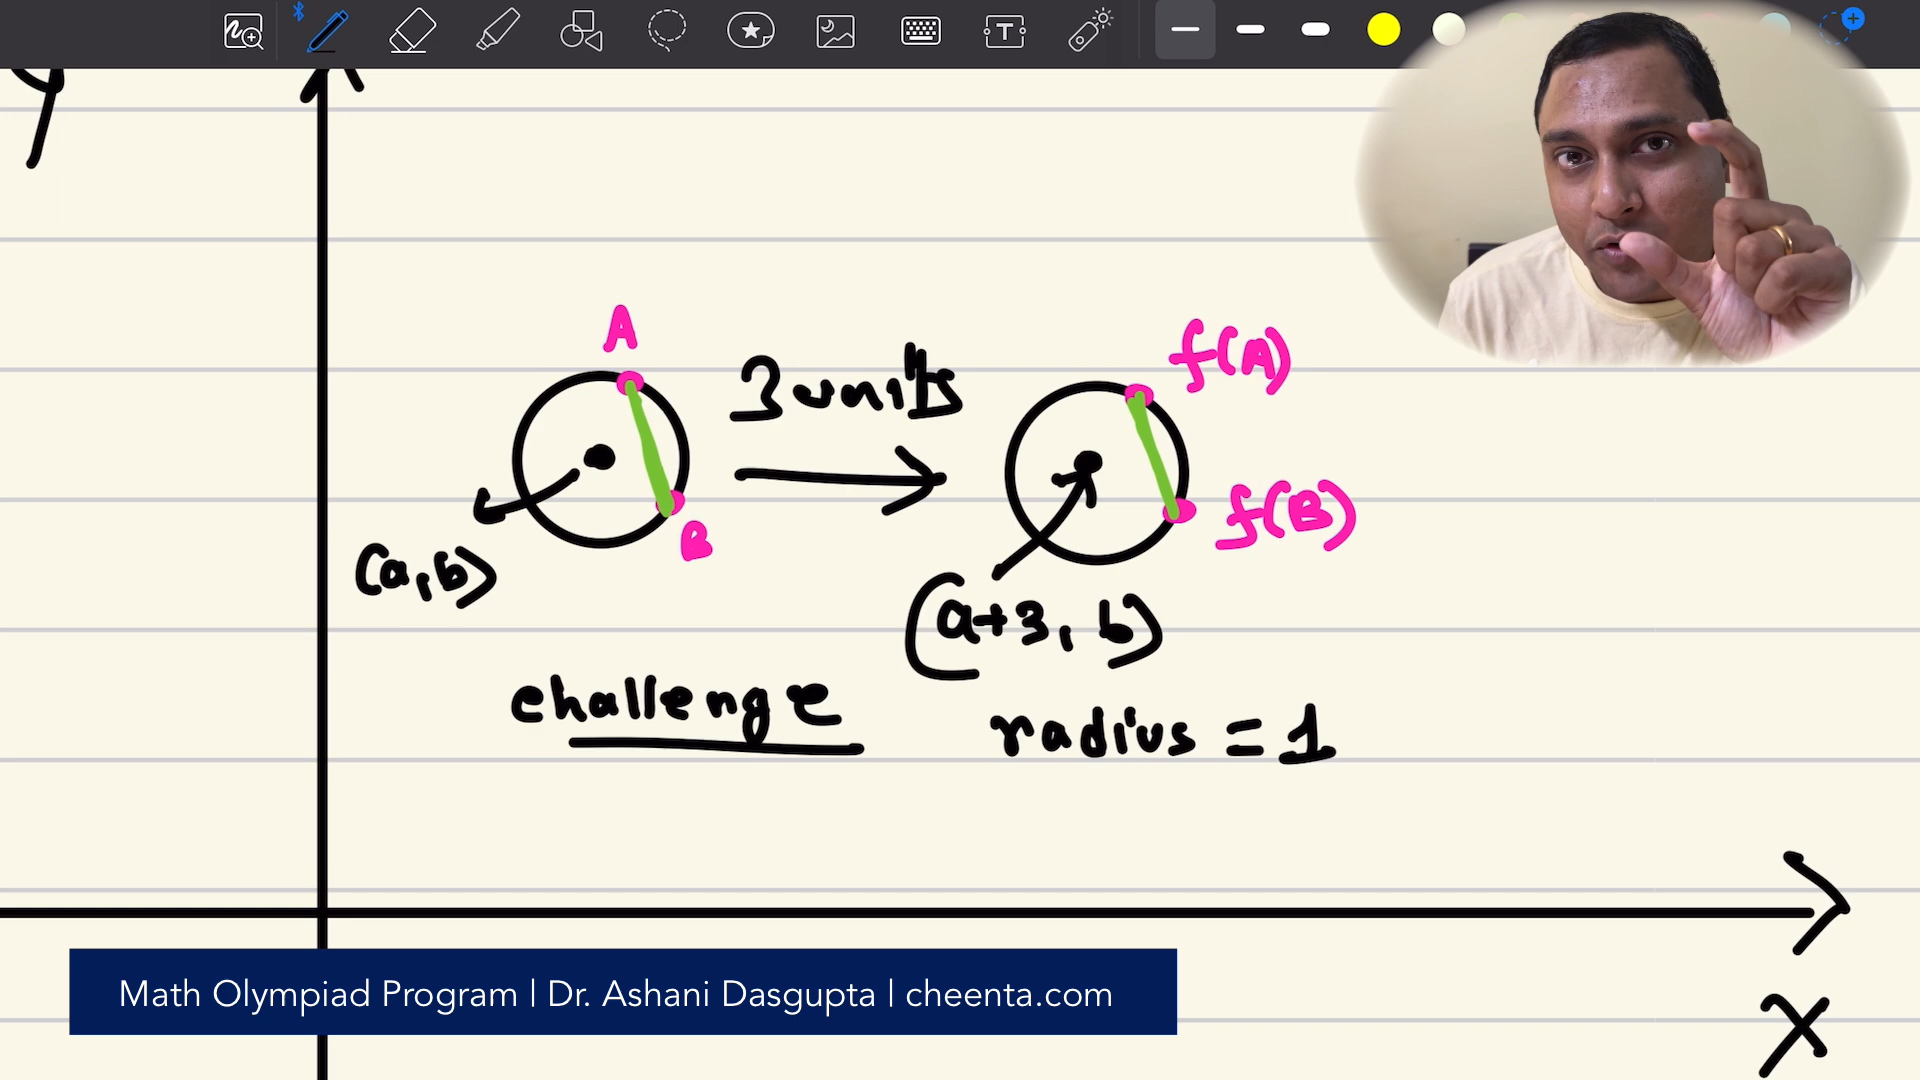 T
y
A
3 units
f(A)
B
f(B)
(a,b)
(a+3, b)
challenge
radius = 1
Math Olympiad Program | Dr. Ashani Dasgupta | cheenta.com
x